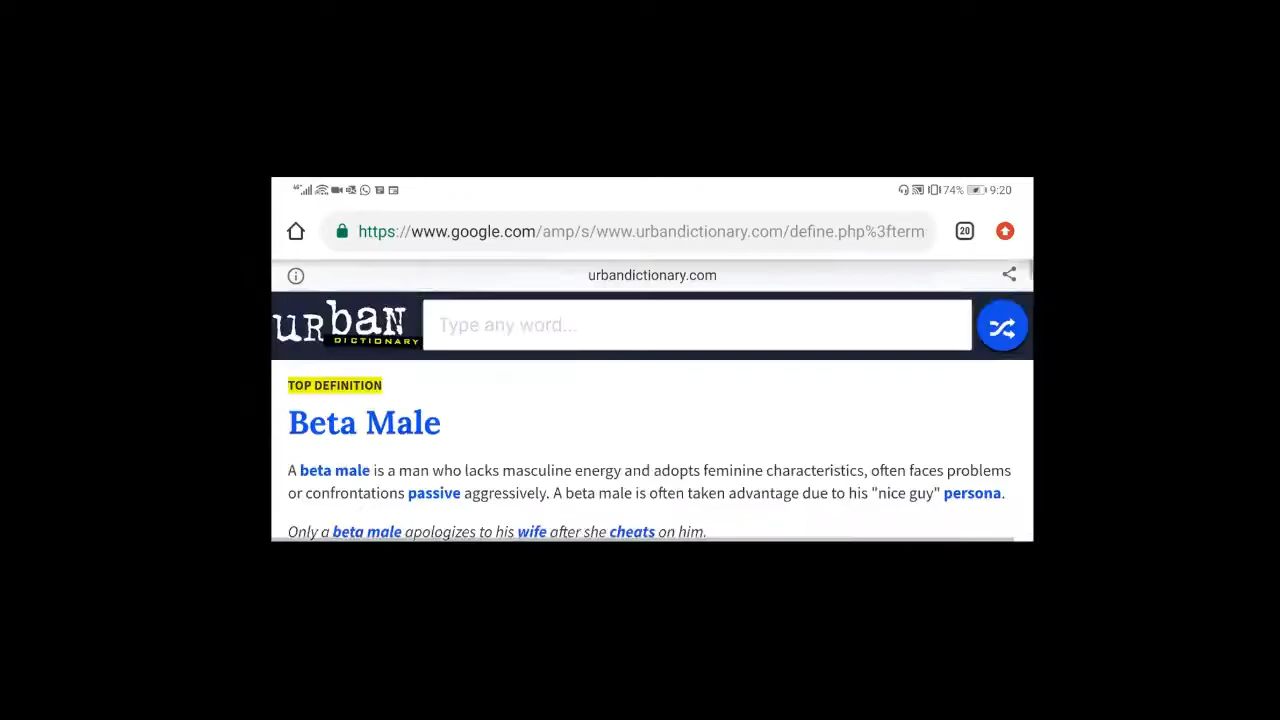 74% 9:20
https://www.google.com/amp/s/www.urbandictionary.com/define.php%3fterm 20
urbandictionary.com
urban
DICTIONARY
Type any word...
TOP DEFINITION
Beta Male
A beta male is a man who lacks masculine energy and adopts feminine characteristics, often faces problems
or confrontations passive aggressively. A beta male is often taken advantage due to his "nice guy" persona.
Only a beta male apologizes to his wife after she cheats on him.